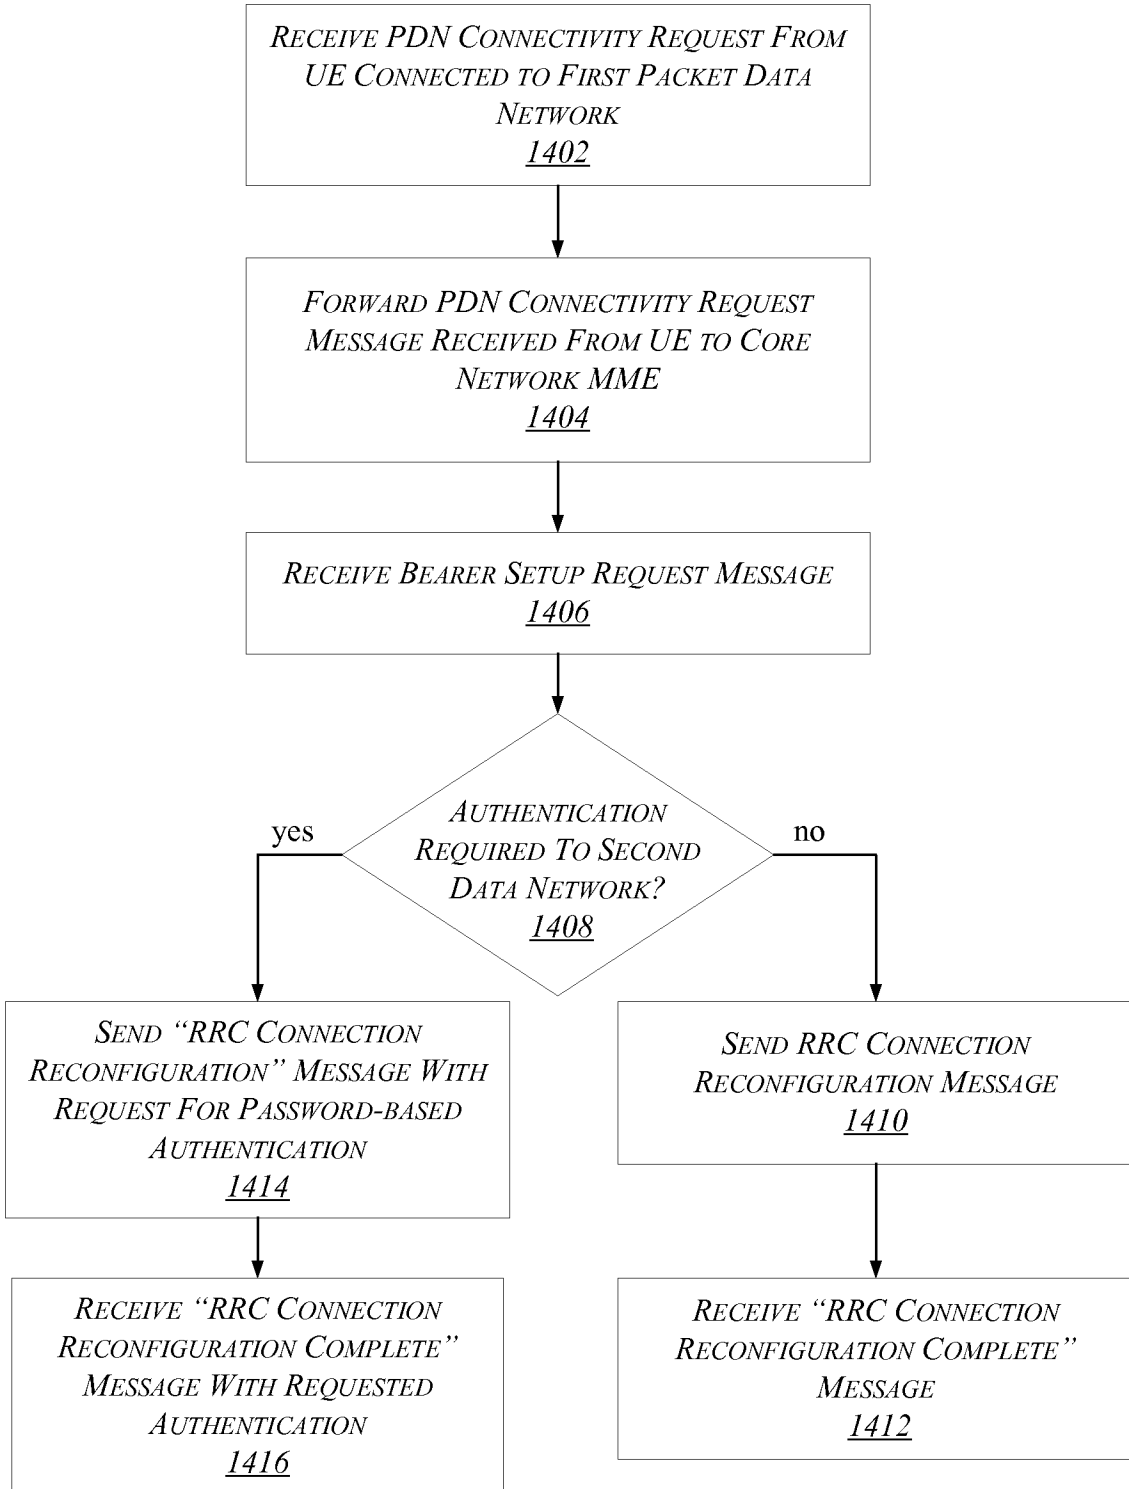 RECEIVE PDN CONNECTIVITY REQUEST FROM
UE CONNECTED TO FIRST PACKET DATA
NETWORK
1402
FORWARD PDN CONNECTIVITY REQUEST
MESSAGE RECEIVED FROM UE TO CORE
NETWORK MME
1404
RECEIVE BEARER SETUP REQUEST MESSAGE
1406
AUTHENTICATION
REQUIRED TO SECOND
DATA NETWORK?
1408
yes
no
SEND “RRC CONNECTION
RECONFIGURATION” MESSAGE WITH
REQUEST FOR PASSWORD-BASED
AUTHENTICATION
1414
SEND RRC CONNECTION
RECONFIGURATION MESSAGE
1410
RECEIVE “RRC CONNECTION
RECONFIGURATION COMPLETE”
MESSAGE WITH REQUESTED
AUTHENTICATION
1416
RECEIVE “RRC CONNECTION
RECONFIGURATION COMPLETE”
MESSAGE
1412